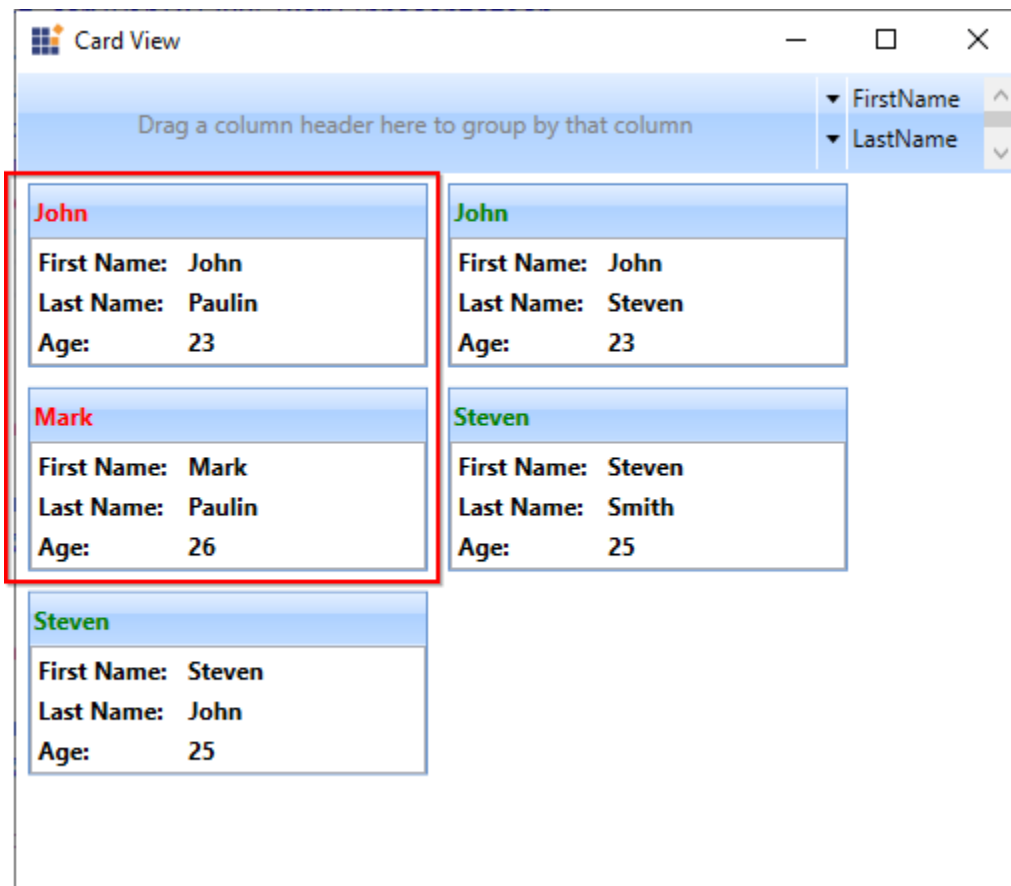 Card View
Drag a column header here to group by that column
FirstName
LastName
John
First Name: John
Last Name: Paulin
Age: 23
John
First Name: John
Last Name: Steven
Age: 23
Mark
First Name: Mark
Last Name: Paulin
Age: 26
Steven
First Name: Steven
Last Name: Smith
Age: 25
Steven
First Name: Steven
Last Name: John
Age: 25